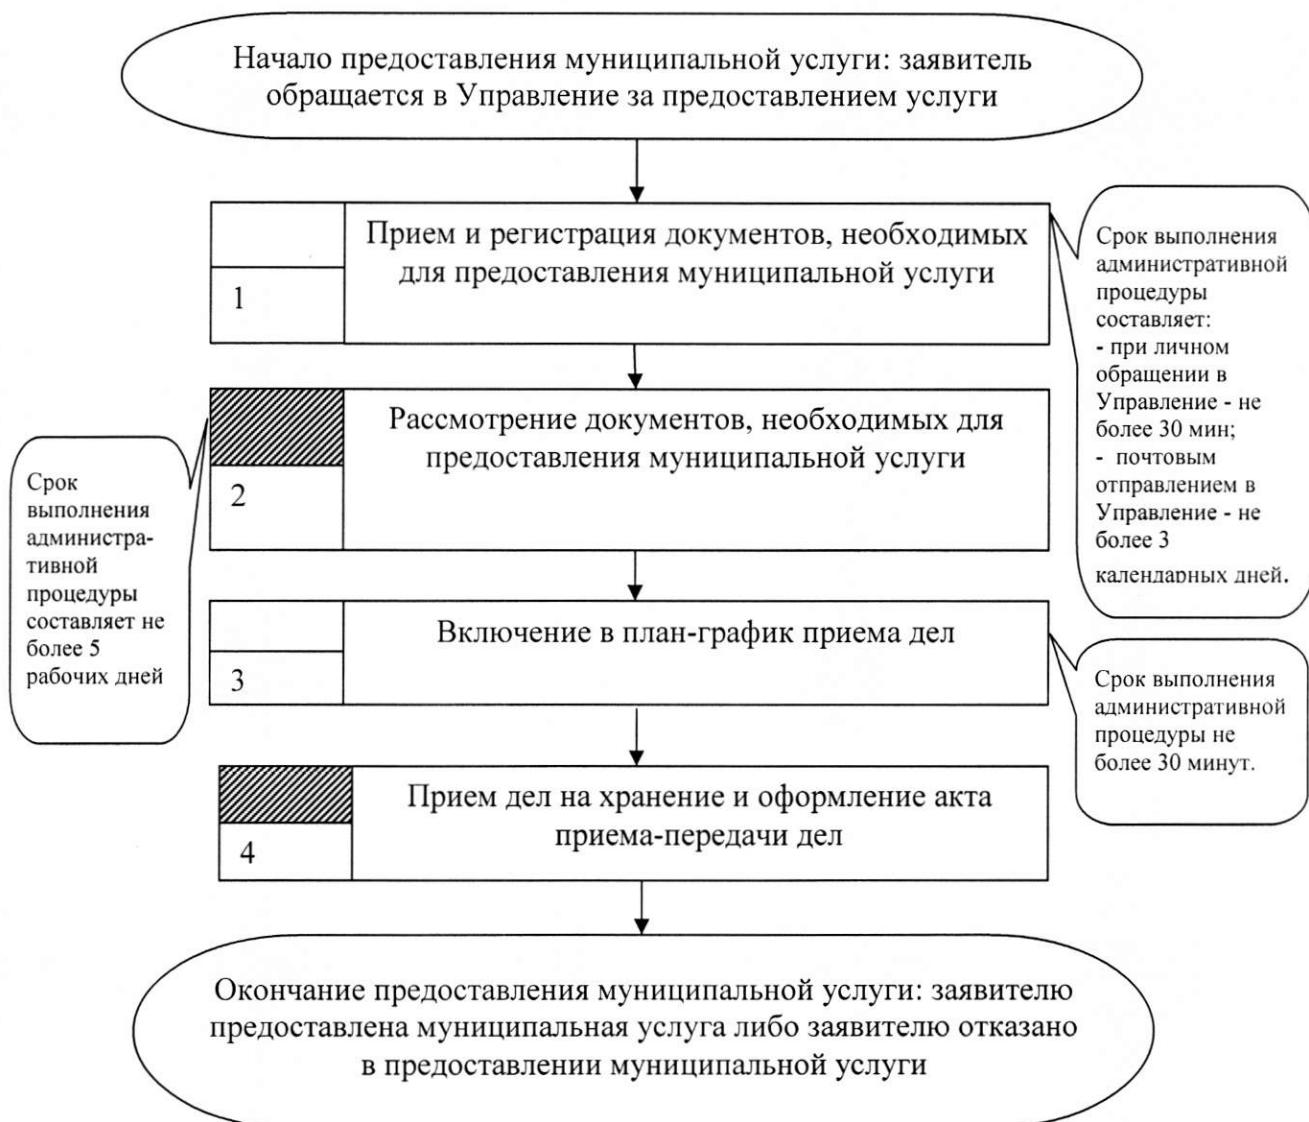 Начало предоставления муниципальной услуги: заявитель
обращается в Управление за предоставлением услуги
Прием и регистрация документов, необходимых
для предоставления муниципальной услуги
1
Срок выполнения
административной
процедуры
составляет:
- при личном
обращении в
Управление - не
более 30 мин;
- почтовым
отправлением в
Управление - не
более 3
календарных дней.
Рассмотрение документов, необходимых для
предоставления муниципальной услуги
2
Срок
выполнения
администра-
тивной
процедуры
составляет не
более 5
рабочих дней
Включение в план-график приема дел
3
Срок выполнения
административной
процедуры не
более 30 минут.
Прием дел на хранение и оформление акта
приема-передачи дел
4
Окончание предоставления муниципальной услуги: заявителю
предоставлена муниципальная услуга либо заявителю отказано
в предоставлении муниципальной услуги